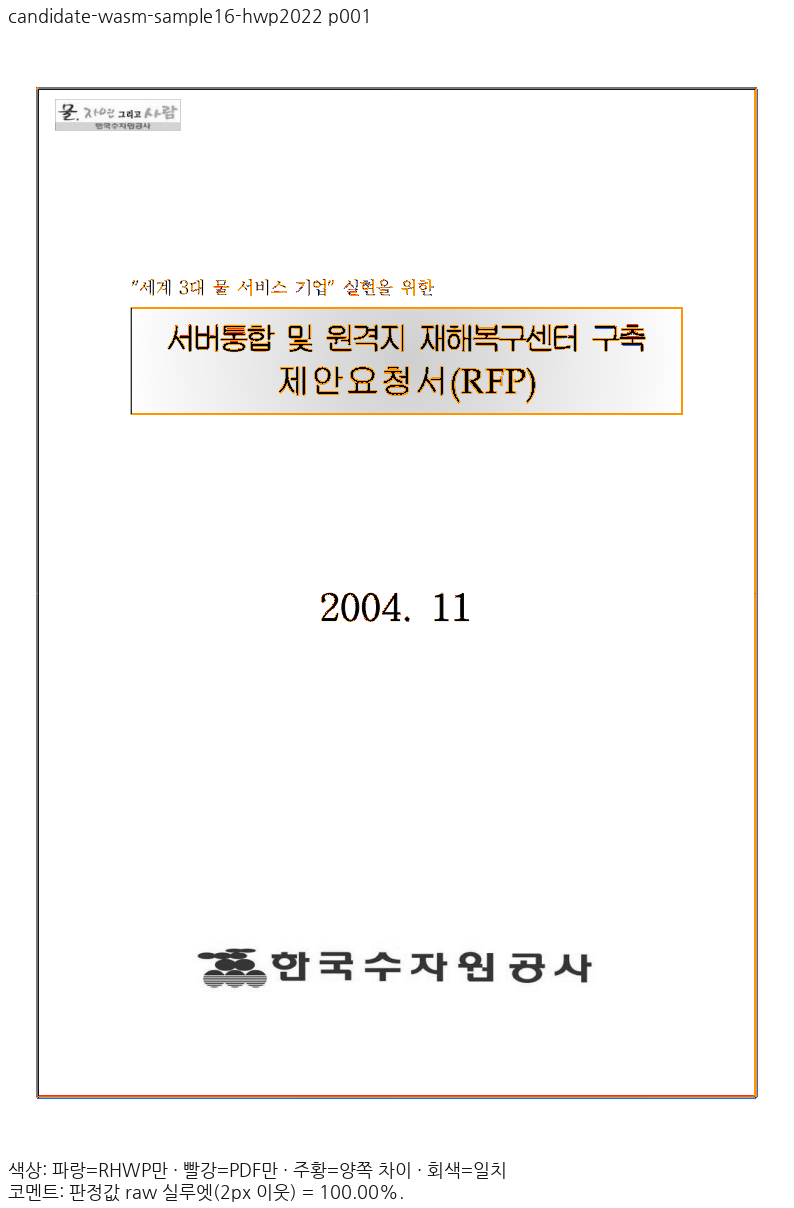 candidate-wasm-sample16-hwp2022 p001
물, 자연 그리고 사람
한국수자원공사
"세계 3대 물 서비스 기업" 실현을 위한
서버통합 및 원격지 재해복구센터 구축
제안요청서(RFP)
2004. 11
한국수자원공사
색상: 파랑=RHWP만 · 빨강=PDF만 · 주황=양쪽 차이 · 회색=일치
코멘트: 판정값 raw 실루엣(2px 이웃) = 100.00%.